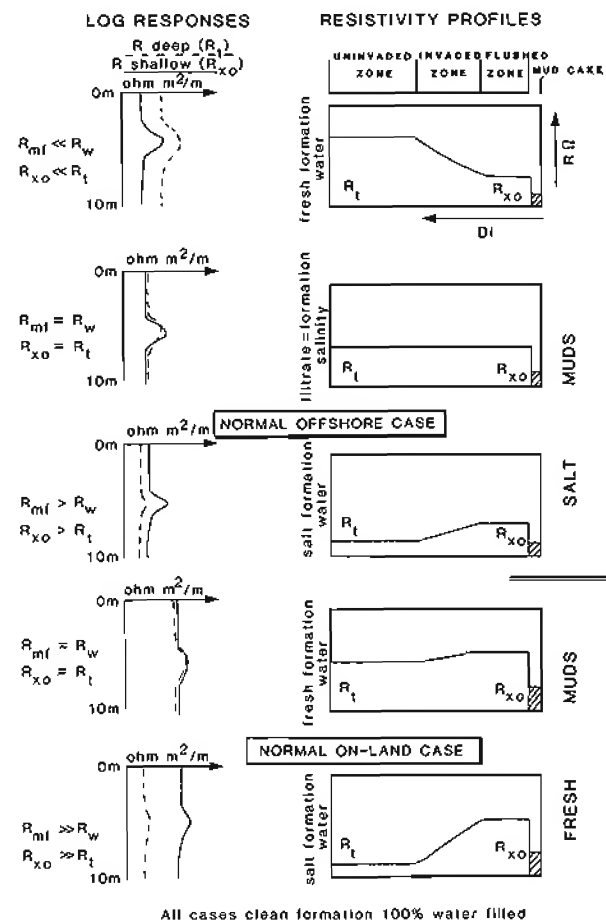 LOG RESPONSES
R deep (Rt)
R shallow (Rxo)
ohm m²/m
0m
Rmf << Rw
Rxo << Rt
10m
RESISTIVITY PROFILES
UNINVADED ZONE
INVADED ZONE
FLUSHED ZONE
MUD CAKE
fresh formation water
Rt
Rxo
RΩ
Di
ohm m²/m
0m
Rmf = Rw
Rxo = Rt
10m
filtrate=formation salinity
Rt
Rxo
NORMAL OFFSHORE CASE
ohm m²/m
0m
Rmf > Rw
Rxo > Rt
10m
salt formation water
Rt
Rxo
SALT MUDS
ohm m²/m
0m
Rmf ≈ Rw
Rxo = Rt
10m
fresh formation water
Rt
Rxo
NORMAL ON-LAND CASE
ohm m²/m
0m
Rmf >> Rw
Rxo >> Rt
10m
salt formation water
Rt
Rxo
FRESH MUDS
All cases clean formation 100% water filled